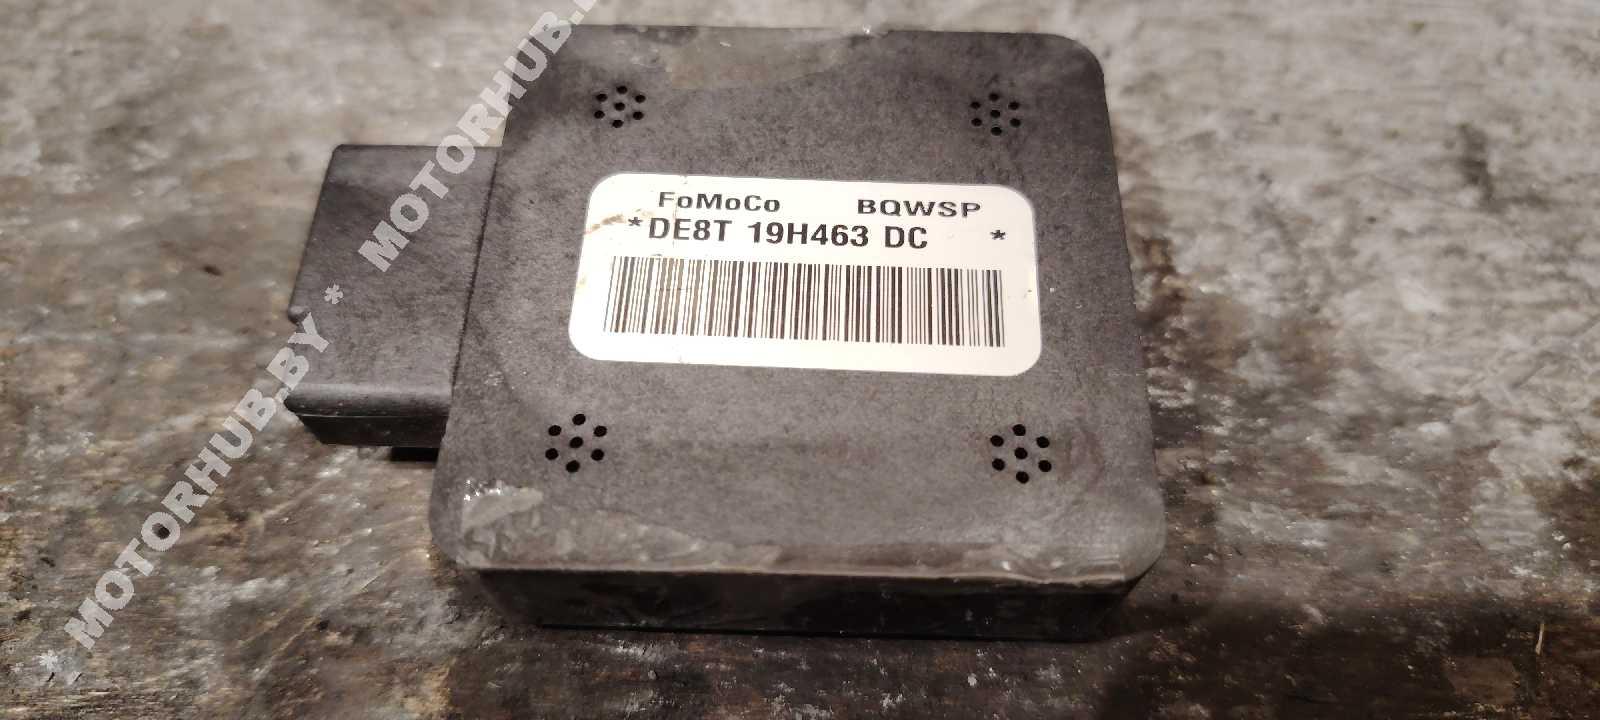 FoMoCo BQWSP
*DE8T 19H463 DC *
* MOTORHUB.BY * MOTORHUB.